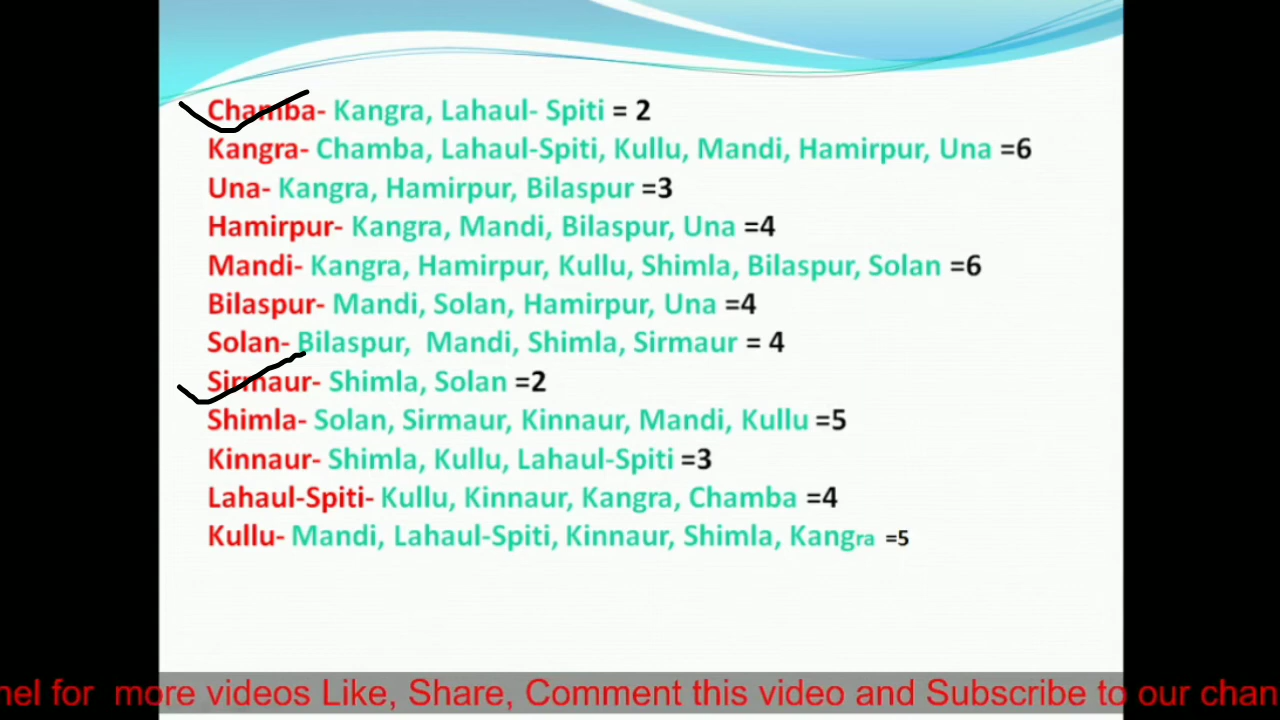 Chamba- Kangra, Lahaul- Spiti = 2
Kangra- Chamba, Lahaul-Spiti, Kullu, Mandi, Hamirpur, Una =6
Una- Kangra, Hamirpur, Bilaspur =3
Hamirpur- Kangra, Mandi, Bilaspur, Una =4
Mandi- Kangra, Hamirpur, Kullu, Shimla, Bilaspur, Solan =6
Bilaspur- Mandi, Solan, Hamirpur, Una =4
Solan- Bilaspur, Mandi, Shimla, Sirmaur = 4
Sirmaur- Shimla, Solan =2
Shimla- Solan, Sirmaur, Kinnaur, Mandi, Kullu =5
Kinnaur- Shimla, Kullu, Lahaul-Spiti =3
Lahaul-Spiti- Kullu, Kinnaur, Kangra, Chamba =4
Kullu- Mandi, Lahaul-Spiti, Kinnaur, Shimla, Kangra =5
nel for more videos Like, Share, Comment this video and Subscribe to our chan